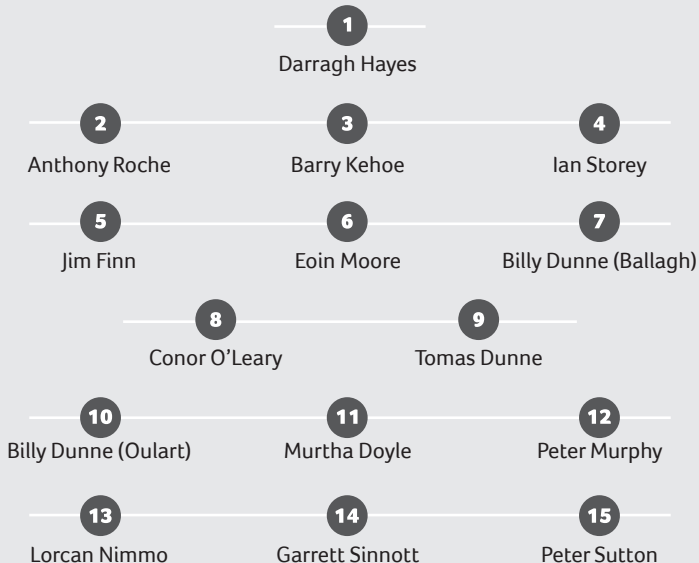 1
Darragh Hayes
2 3 4
Anthony Roche Barry Kehoe Ian Storey
5 6 7
Jim Finn Eoin Moore Billy Dunne (Ballagh)
8 9
Conor O’Leary Tomas Dunne
10 11 12
Billy Dunne (Oulart) Murtha Doyle Peter Murphy
13 14 15
Lorcan Nimmo Garrett Sinnott Peter Sutton